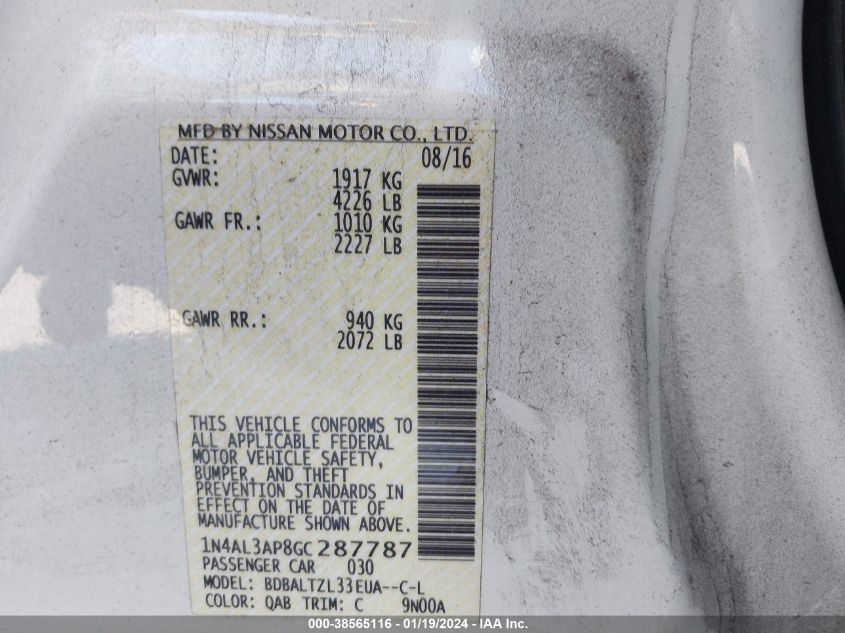 MFD BY NISSAN MOTOR CO., LTD.
DATE: 08/16
GVWR: 1917 KG
4226 LB
GAWR FR.: 1010 KG
2227 LB
GAWR RR.: 940 KG
2072 LB
THIS VEHICLE CONFORMS TO
ALL APPLICABLE FEDERAL
MOTOR VEHICLE SAFETY,
BUMPER, AND THEFT
PREVENTION STANDARDS IN
EFFECT ON THE DATE OF
MANUFACTURE SHOWN ABOVE.
1N4AL3AP8GC287787
PASSENGER CAR 030
MODEL: BDBALTZL33EUA--C-L
COLOR: QAB TRIM: C 9N00A
000-38565116 - 01/19/2024 - IAA Inc.